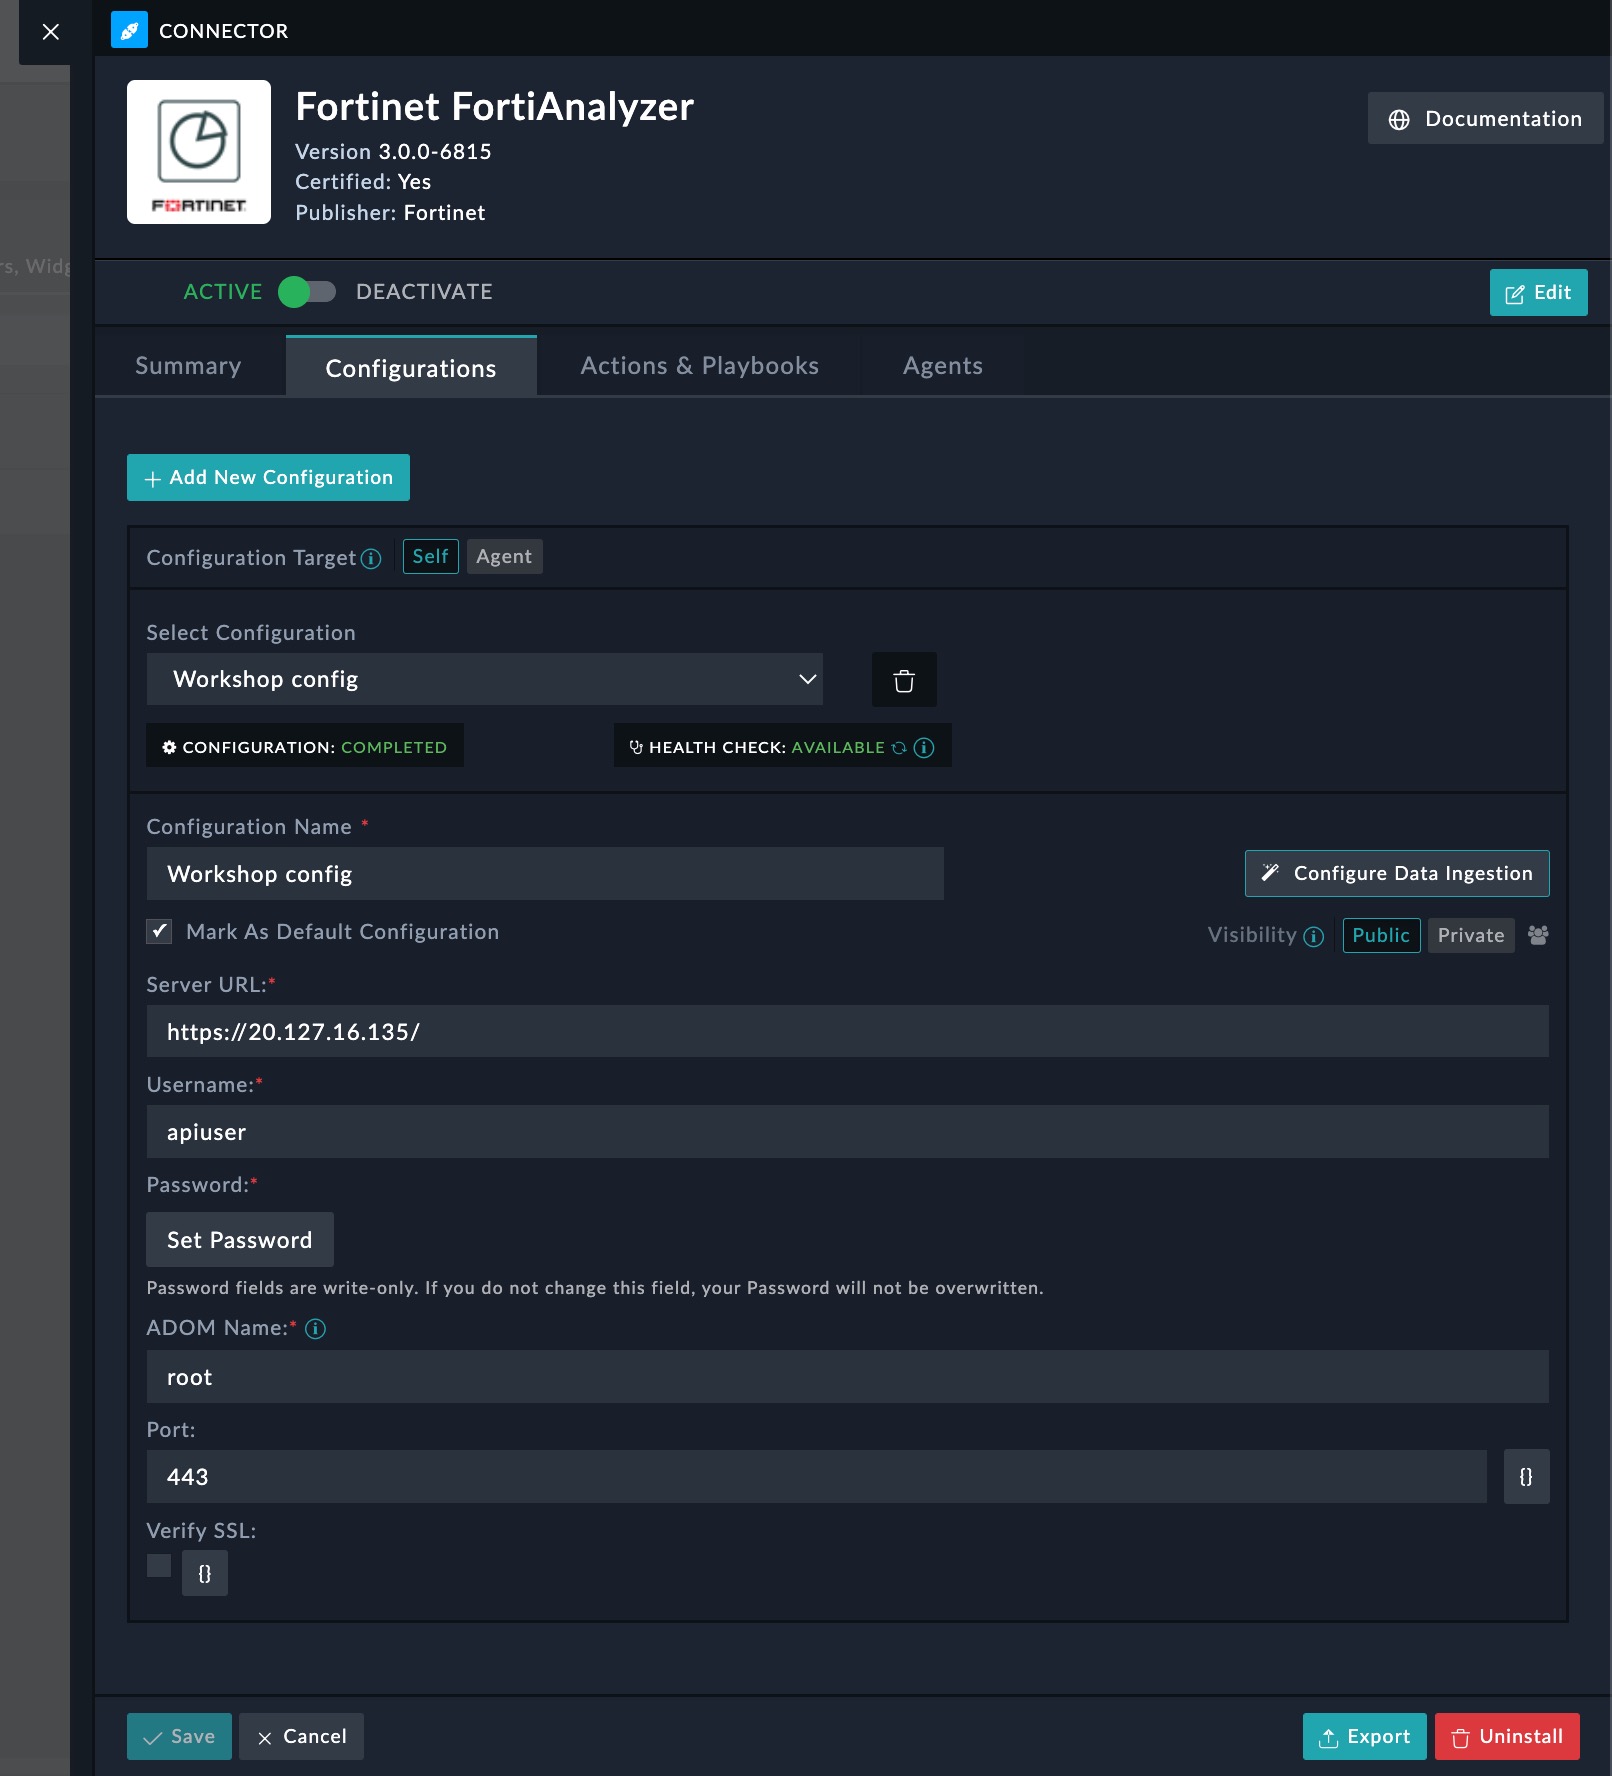 CONNECTOR
Fortinet FortiAnalyzer
Version 3.0.0-6815
Certified: Yes
Publisher: Fortinet
FORTINET
Documentation
rs, Widg
ACTIVE DEACTIVATE
Edit
Summary Configurations Actions & Playbooks Agents
+ Add New Configuration
Configuration Target Self Agent
Select Configuration
Workshop config
CONFIGURATION: COMPLETED HEALTH CHECK: AVAILABLE
Configuration Name *
Workshop config
Configure Data Ingestion
Mark As Default Configuration
Visibility Public Private
Server URL:*
https://20.127.16.135/
Username:*
apiuser
Password:*
Set Password
Password fields are write-only. If you do not change this field, your Password will not be overwritten.
ADOM Name:*
root
Port:
443
{}
Verify SSL:
{}
Save Cancel Export Uninstall